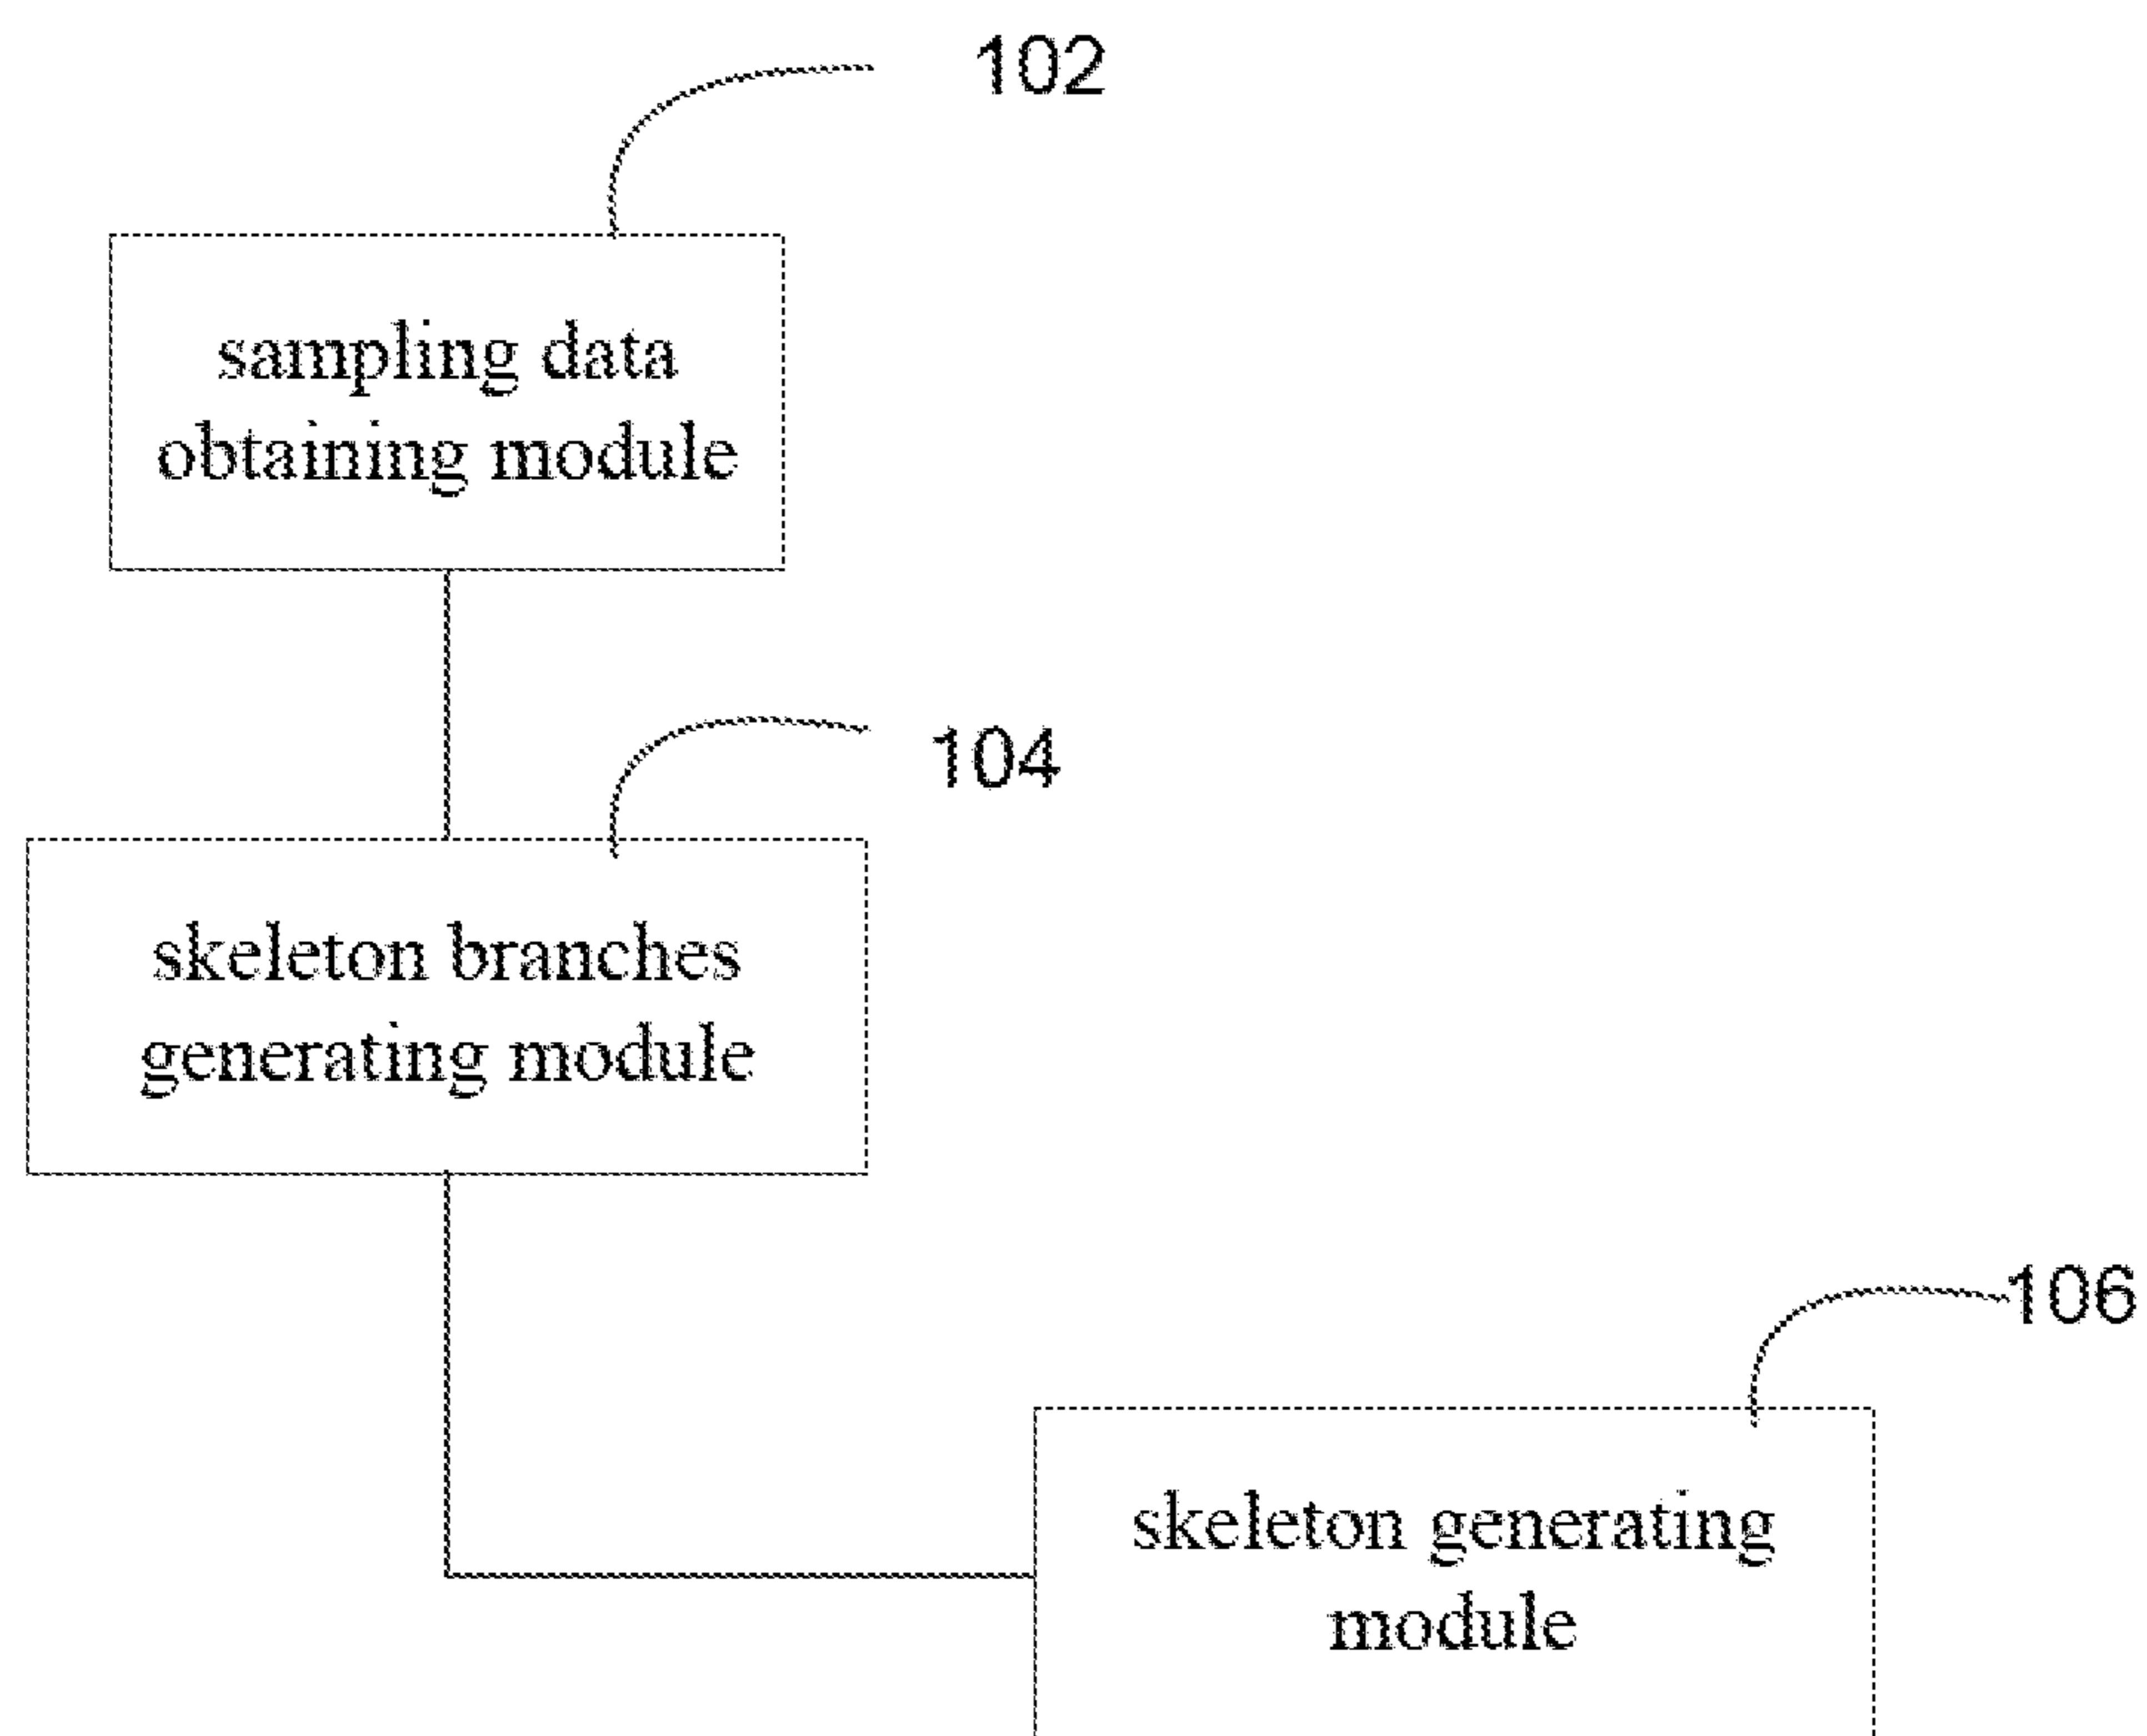 102
sampling data
obtaining module
104
skeleton branches
generating module
106
skeleton generating
module